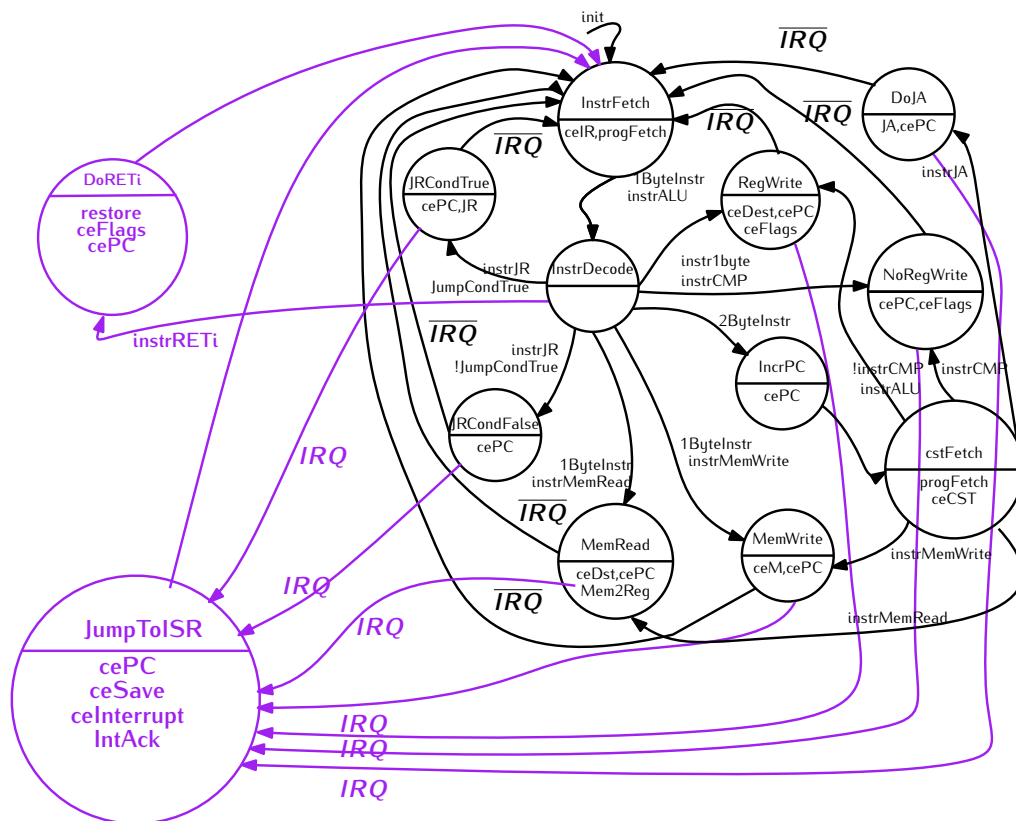 init
IRQ
InstrFetch
ceIR,progFetch
DoJA
JA,cePC
IRQ
IRQ
IRQ
instrJA
DoRETi
restore
ceFlags
cePC
JRCondTrue
cePC,JR
1ByteInstr
instrALU
RegWrite
ceDest,cePC
ceFlags
InstrDecode
instr1byte
instrCMP
NoRegWrite
cePC,ceFlags
instrJR
JumpCondTrue
instrRETi
IRQ
instrJR
!JumpCondTrue
2ByteInstr
IncrPC
cePC
!instrCMP
instrALU
instrCMP
JRCondFalse
cePC
IRQ
1ByteInstr
instrMemRead
1ByteInstr
instrMemWrite
cstFetch
progFetch
ceCST
IRQ
MemRead
ceDst,cePC
Mem2Reg
MemWrite
ceM,cePC
instrMemWrite
IRQ
IRQ
IRQ
instrMemRead
JumpToISR
cePC
ceSave
ceInterrupt
IntAck
IRQ
IRQ
IRQ